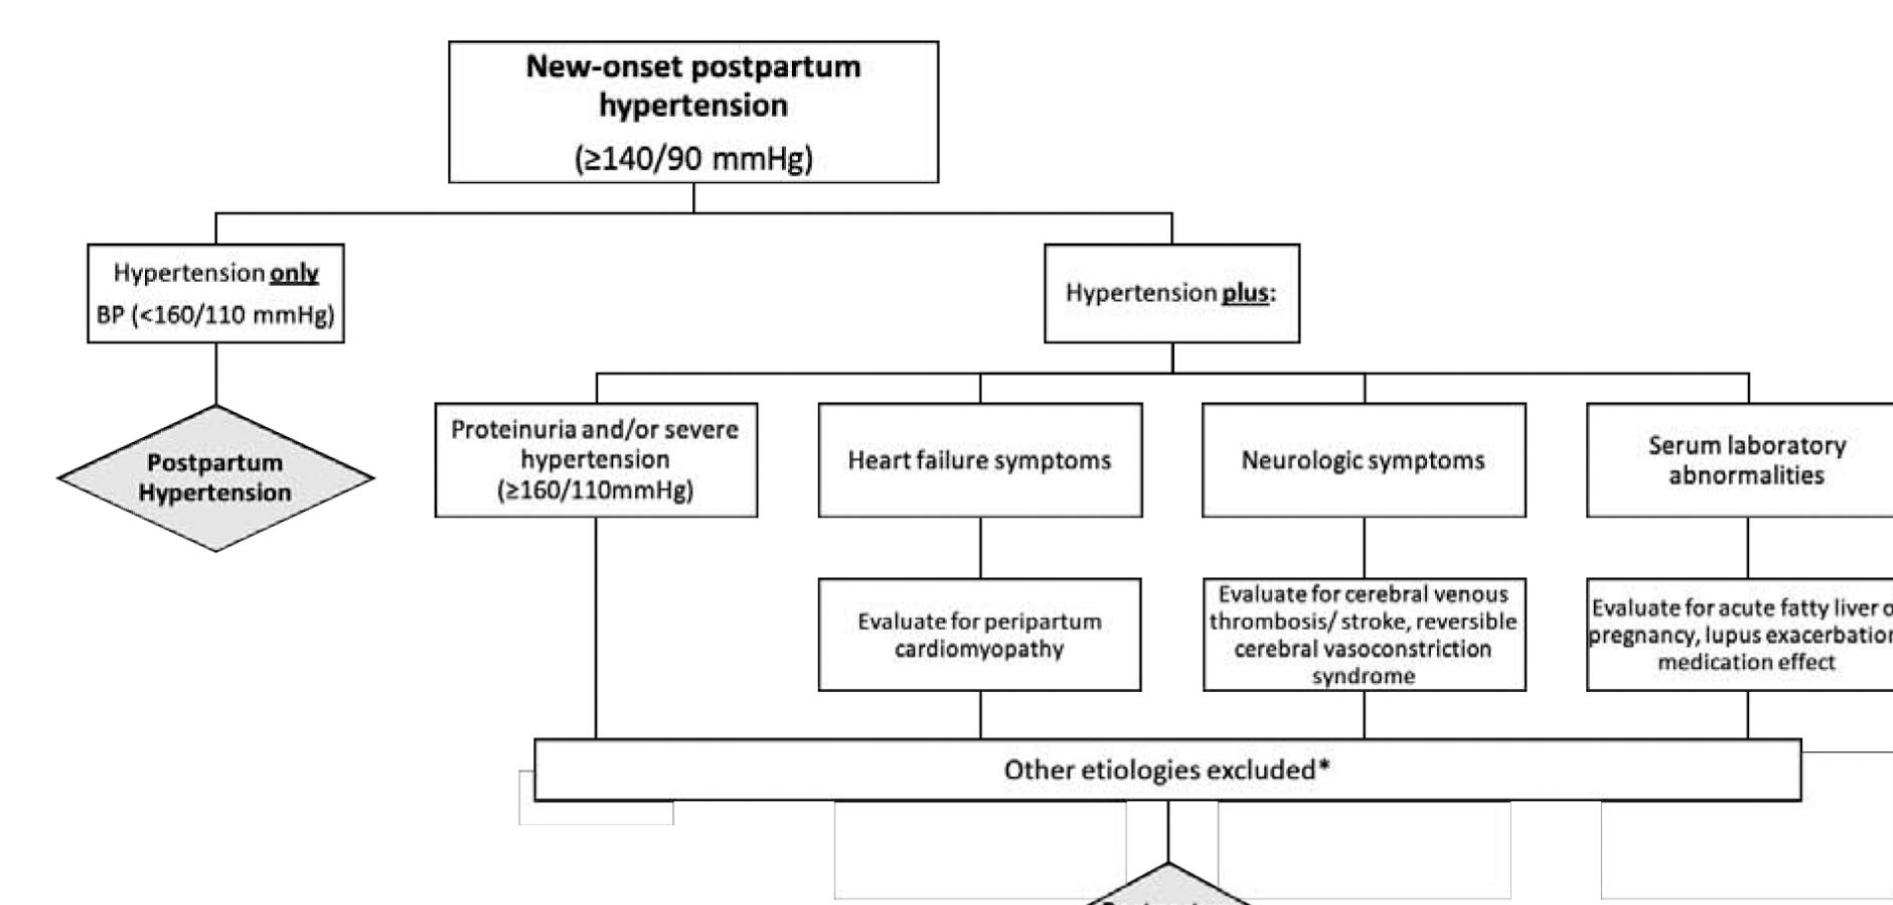 New-onset postpartum
hypertension
(≥140/90 mmHg)
Hypertension only
BP (<160/110 mmHg)
Hypertension plus:
Postpartum
Hypertension
Proteinuria and/or severe
hypertension
(≥160/110mmHg)
Heart failure symptoms
Neurologic symptoms
Serum laboratory
abnormalities
Evaluate for peripartum
cardiomyopathy
Evaluate for cerebral venous
thrombosis/ stroke, reversible
cerebral vasoconstriction
syndrome
Evaluate for acute fatty liver
pregnancy, lupus
medication effect
Other etiologies excluded*